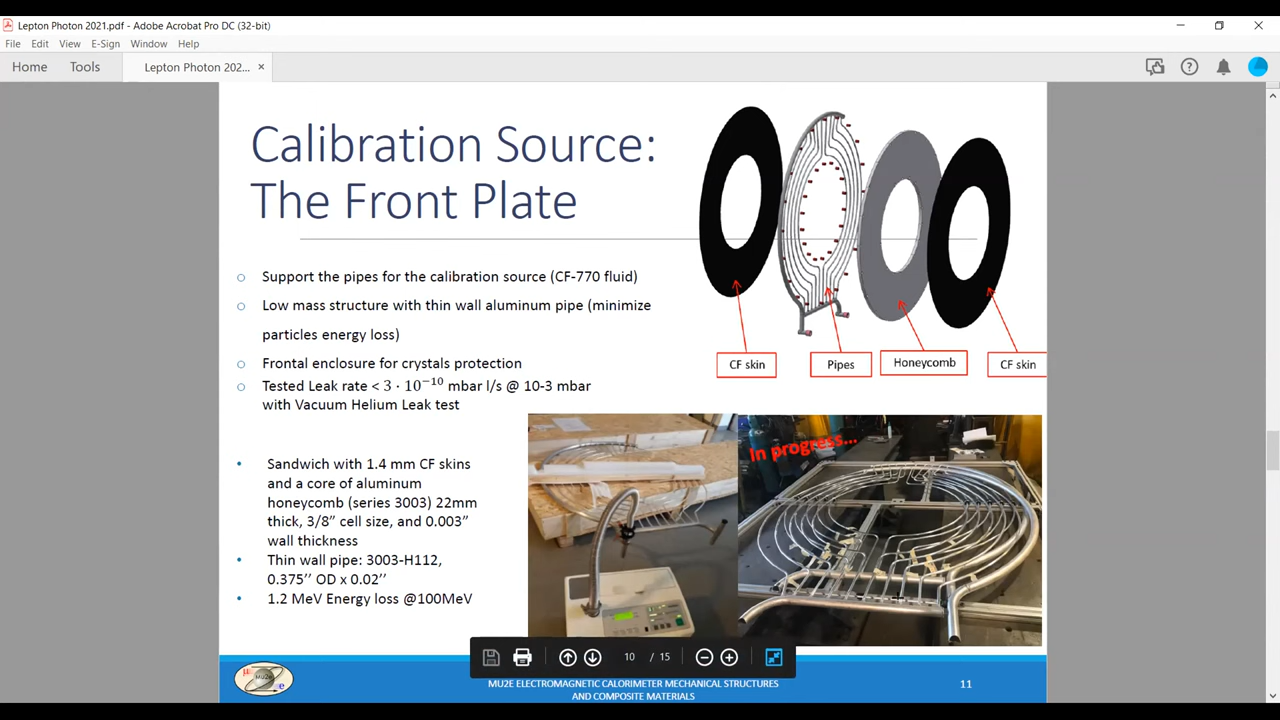 Lepton Photon 2021.pdf - Adobe Acrobat Pro DC (32-bit)
File Edit View E-Sign Window Help
Home Tools Lepton Photon 202... ×
Calibration Source:
The Front Plate
Support the pipes for the calibration source (CF-770 fluid)
Low mass structure with thin wall aluminum pipe (minimize
particles energy loss)
Frontal enclosure for crystals protection
Tested Leak rate < 3 · 10⁻¹⁰ mbar l/s @ 10-3 mbar
with Vacuum Helium Leak test
CF skin
Pipes
Honeycomb
CF skin
Sandwich with 1.4 mm CF skins
and a core of aluminum
honeycomb (series 3003) 22mm
thick, 3/8” cell size, and 0.003”
wall thickness
Thin wall pipe: 3003-H112,
0.375’’ OD x 0.02’’
1.2 MeV Energy loss @100MeV
In progress...
10 / 15
μ MU2e e
MU2E ELECTROMAGNETIC CALORIMETER MECHANICAL STRUCTURES
AND COMPOSITE MATERIALS
11